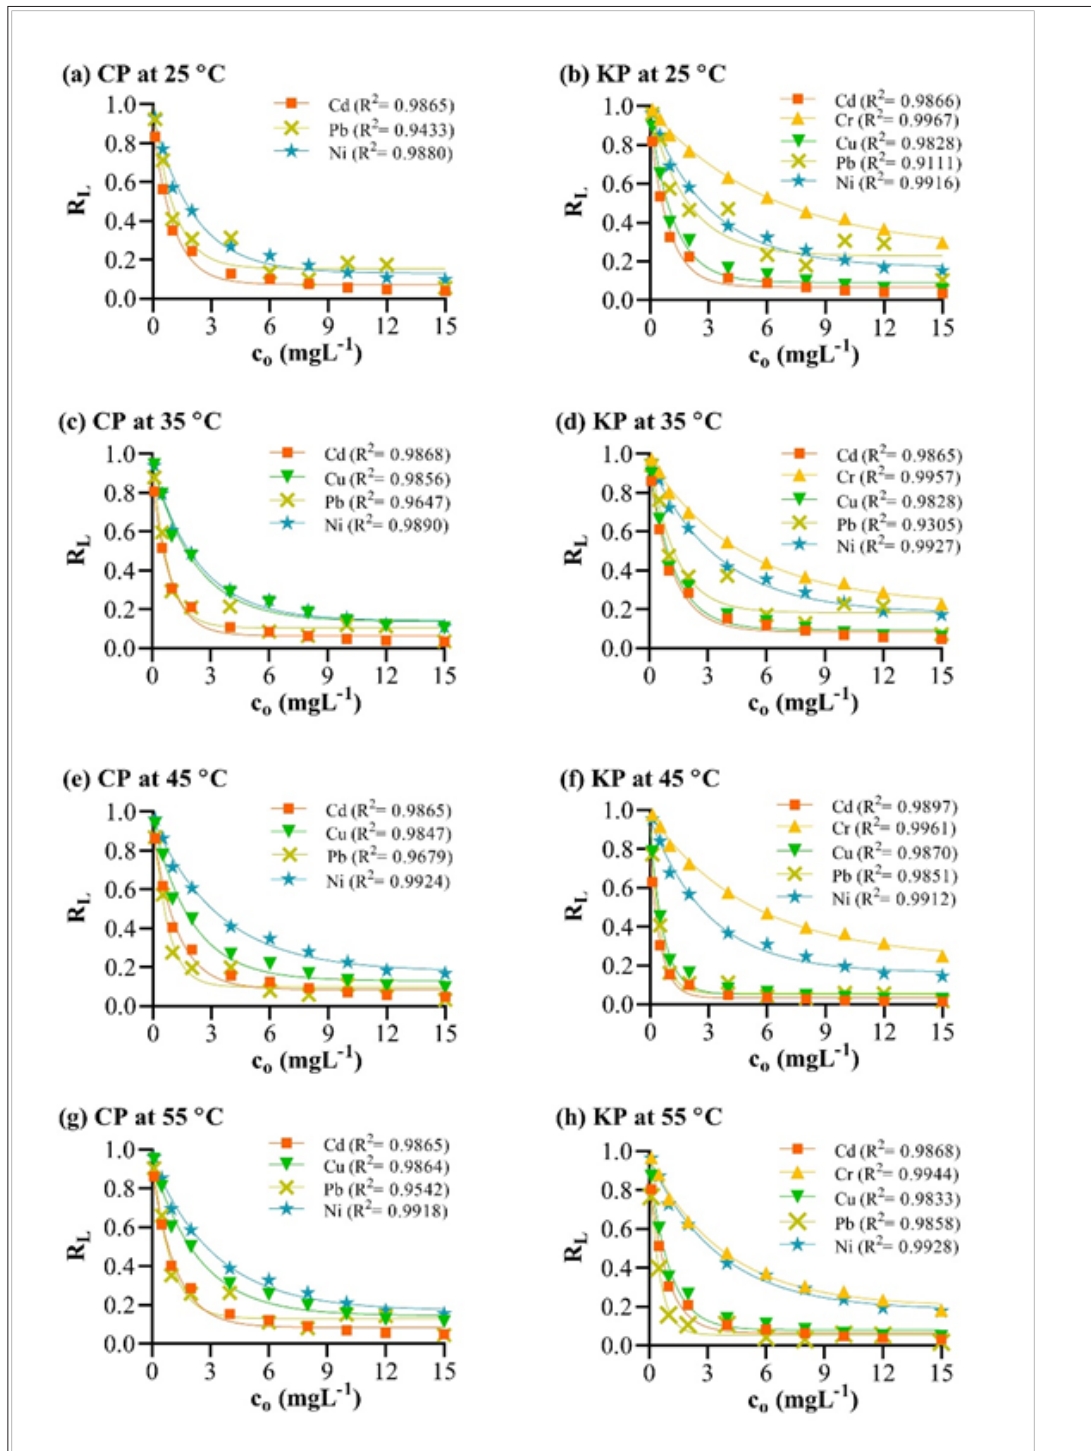 (a) CP at 25 °C
1.0
0.8
0.6
0.4
0.2
0.0
R_L
0 3 6 9 12 15
c_o (mgL⁻¹)
Cd (R²= 0.9865)
Pb (R²= 0.9433)
Ni (R²= 0.9880)
(b) KP at 25 °C
1.0
0.8
0.6
0.4
0.2
0.0
R_L
0 3 6 9 12 15
c_o (mgL⁻¹)
Cd (R²= 0.9866)
Cr (R²= 0.9967)
Cu (R²= 0.9828)
Pb (R²= 0.9111)
Ni (R²= 0.9916)
(c) CP at 35 °C
1.0
0.8
0.6
0.4
0.2
0.0
R_L
0 3 6 9 12 15
c_o (mgL⁻¹)
Cd (R²= 0.9868)
Cu (R²= 0.9856)
Pb (R²= 0.9647)
Ni (R²= 0.9890)
(d) KP at 35 °C
1.0
0.8
0.6
0.4
0.2
0.0
R_L
0 3 6 9 12 15
c_o (mgL⁻¹)
Cd (R²= 0.9865)
Cr (R²= 0.9957)
Cu (R²= 0.9828)
Pb (R²= 0.9305)
Ni (R²= 0.9927)
(e) CP at 45 °C
1.0
0.8
0.6
0.4
0.2
0.0
R_L
0 3 6 9 12 15
c_o (mgL⁻¹)
Cd (R²= 0.9865)
Cu (R²= 0.9847)
Pb (R²= 0.9679)
Ni (R²= 0.9924)
(f) KP at 45 °C
1.0
0.8
0.6
0.4
0.2
0.0
R_L
0 3 6 9 12 15
c_o (mgL⁻¹)
Cd (R²= 0.9897)
Cr (R²= 0.9961)
Cu (R²= 0.9870)
Pb (R²= 0.9851)
Ni (R²= 0.9912)
(g) CP at 55 °C
1.0
0.8
0.6
0.4
0.2
0.0
R_L
0 3 6 9 12 15
c_o (mgL⁻¹)
Cd (R²= 0.9865)
Cu (R²= 0.9864)
Pb (R²= 0.9542)
Ni (R²= 0.9918)
(h) KP at 55 °C
1.0
0.8
0.6
0.4
0.2
0.0
R_L
0 3 6 9 12 15
c_o (mgL⁻¹)
Cd (R²= 0.9868)
Cr (R²= 0.9944)
Cu (R²= 0.9833)
Pb (R²= 0.9858)
Ni (R²= 0.9928)